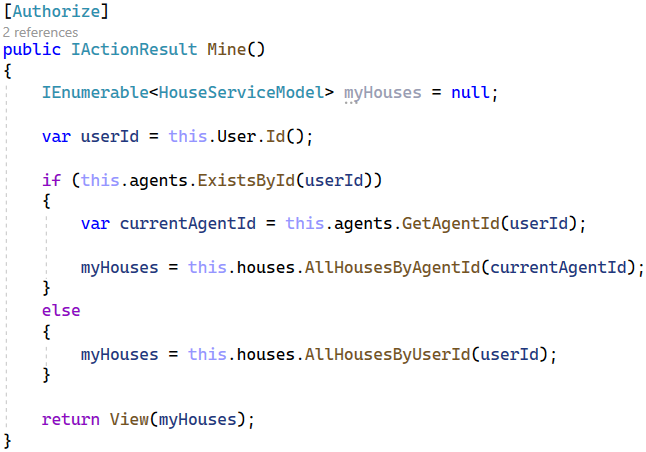 [Authorize]
2 references
public IActionResult Mine()
{
    IEnumerable<HouseServiceModel> myHouses = null;

    var userId = this.User.Id();

    if (this.agents.ExistsById(userId))
    {
        var currentAgentId = this.agents.GetAgentId(userId);

        myHouses = this.houses.AllHousesByAgentId(currentAgentId);
    }
    else
    {
        myHouses = this.houses.AllHousesByUserId(userId);
    }

    return View(myHouses);
}